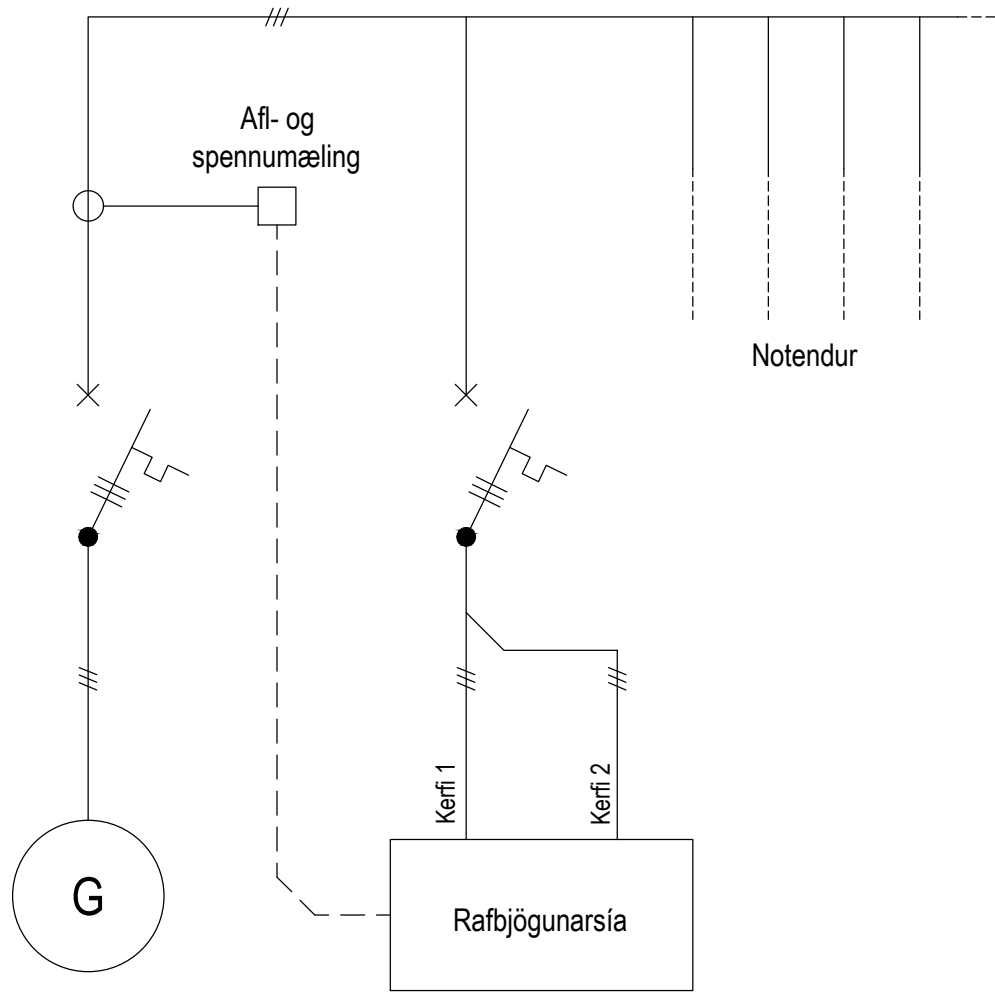 Afl- og
spennumæling
Notendur
Kerfi 1
Kerfi 2
G
Rafbjögunarsía